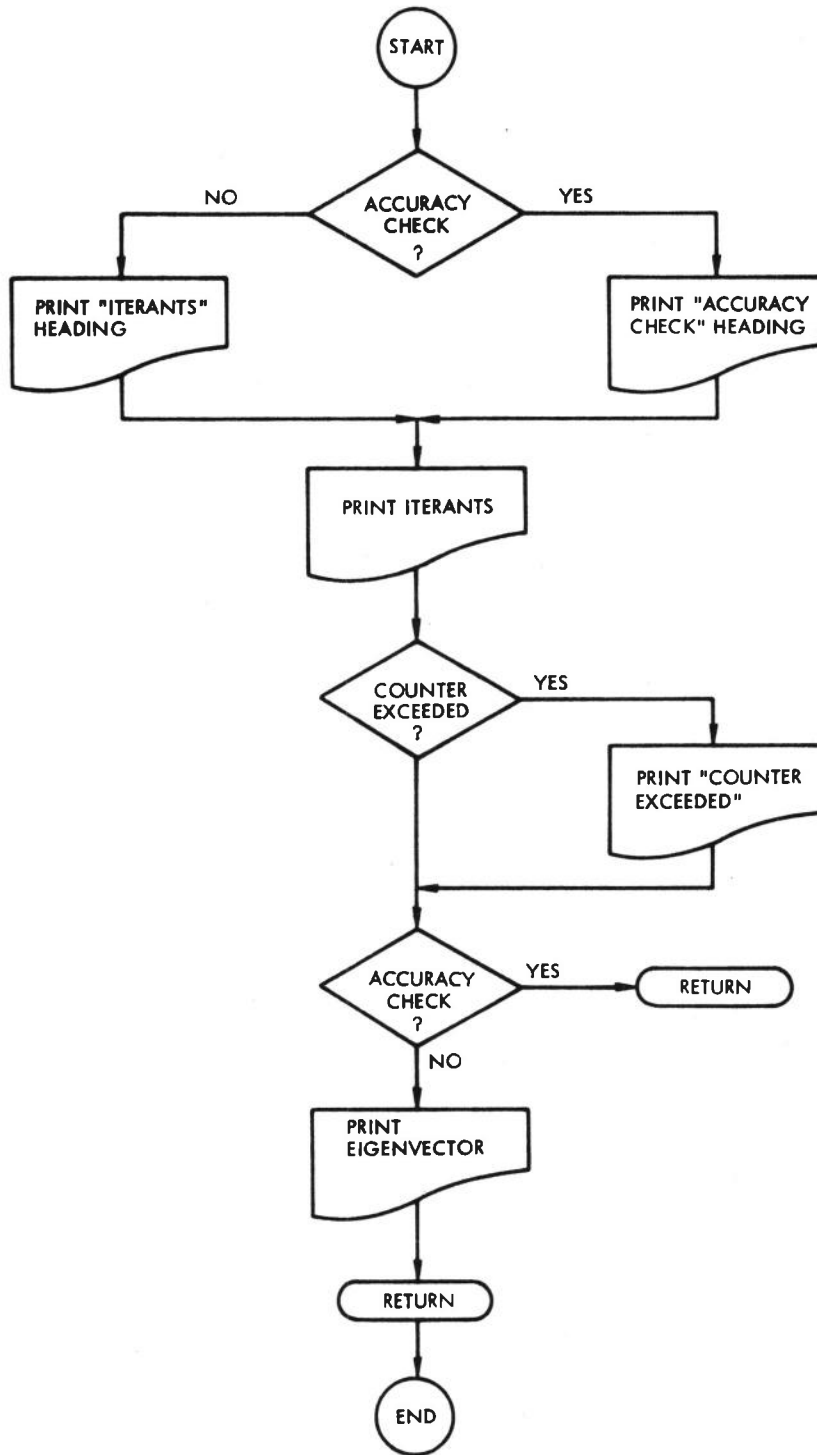 START
ACCURACY
CHECK
?
NO
YES
PRINT "ITERANTS"
HEADING
PRINT "ACCURACY
CHECK" HEADING
PRINT ITERANTS
COUNTER
EXCEEDED
?
YES
PRINT "COUNTER
EXCEEDED"
ACCURACY
CHECK
?
YES
RETURN
NO
PRINT
EIGENVECTOR
RETURN
END